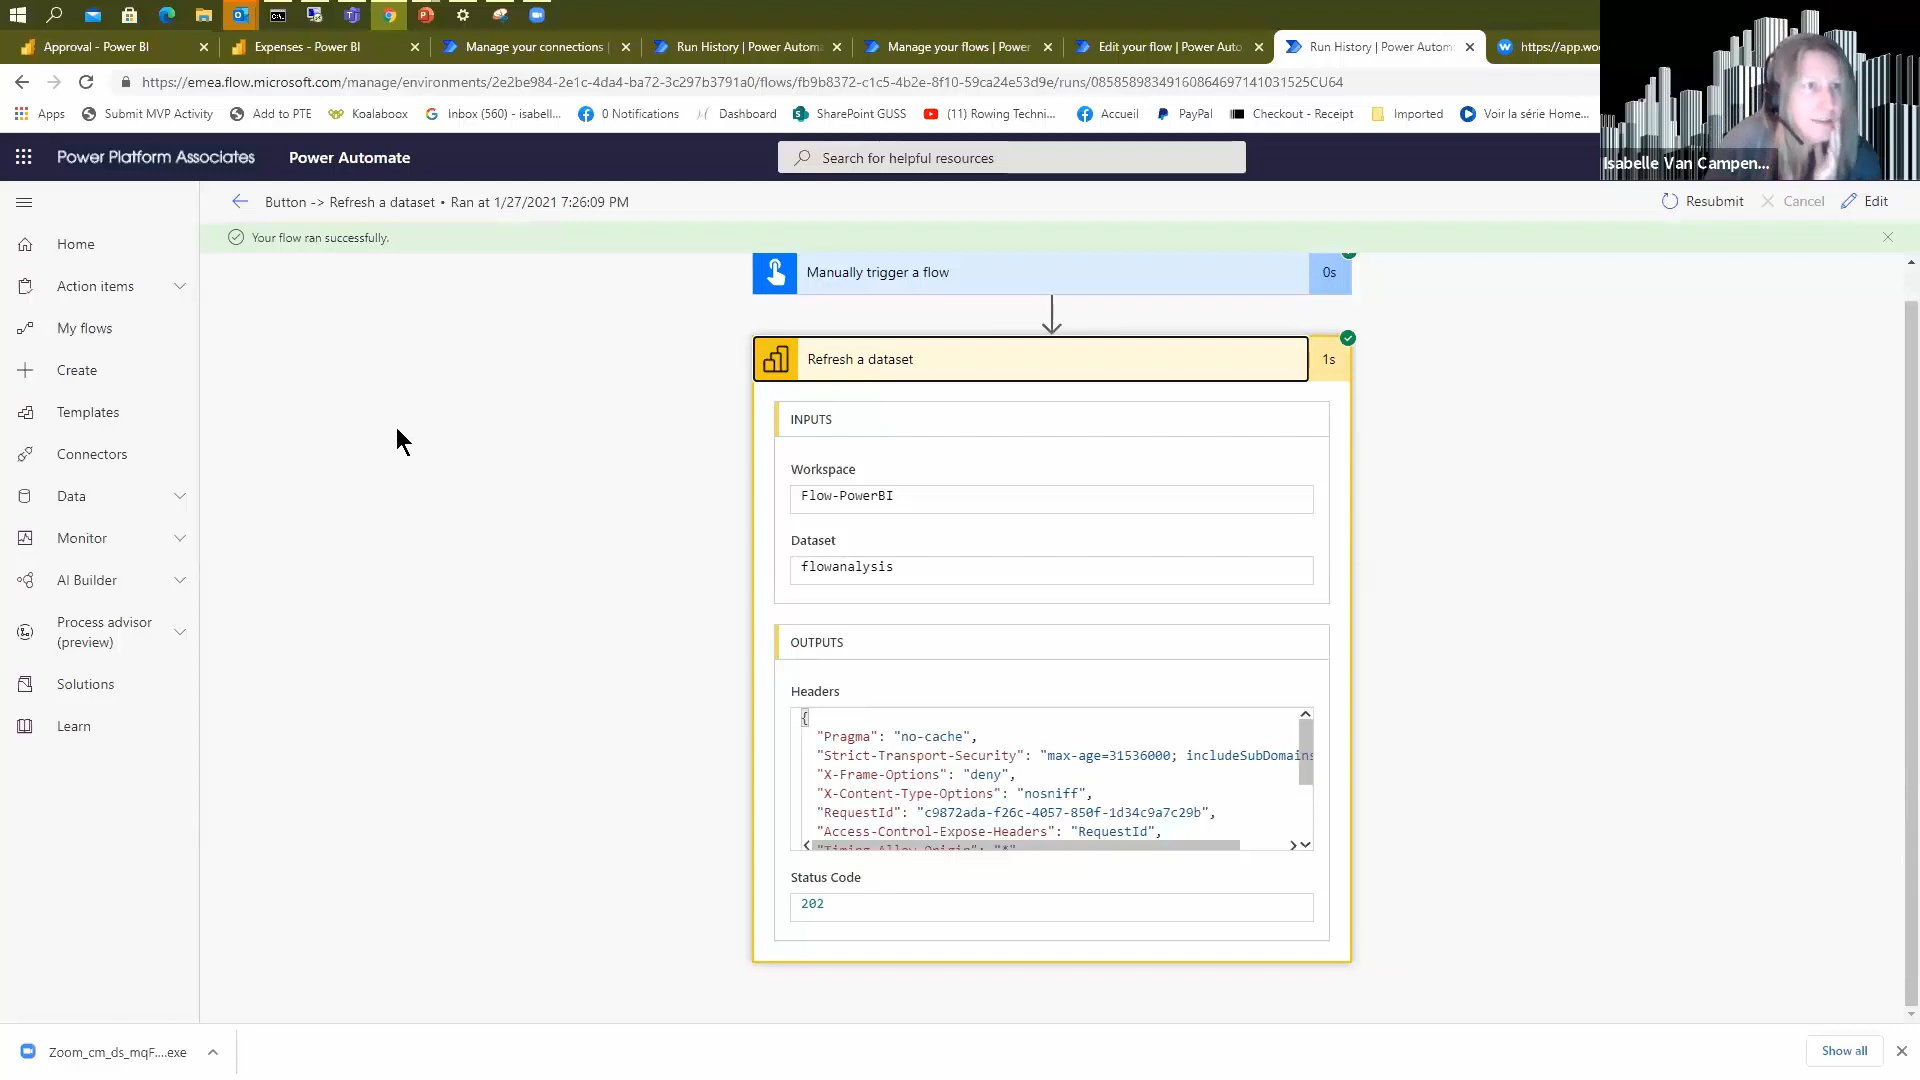 Approval - Power BI
Expenses - Power BI
Manage your connections |
Run History | Power Autom
Manage your flows | Power
Edit your flow | Power Auto
Run History | Power Autom
https://app.wo
https://emea.flow.microsoft.com/manage/environments/2e2be984-2e1c-4da4-ba72-3c297b3791a0/flows/fb9b8372-c1c5-4b2e-8f10-59ca24e53d9e/runs/08585898349160864697141031525CU64
Apps
Submit MVP Activity
Add to PTE
Koalaboox
Inbox (560) - isabell...
0 Notifications
Dashboard
SharePoint GUSS
(11) Rowing Techni...
Accueil
PayPal
Checkout - Receipt
Imported
Voir la série Home...
Isabelle Van Campen...
Power Platform Associates
Power Automate
Search for helpful resources
Button -> Refresh a dataset • Ran at 1/27/2021 7:26:09 PM
Resubmit
Cancel
Edit
Your flow ran successfully.
Home
Action items
My flows
Create
Templates
Connectors
Data
Monitor
AI Builder
Process advisor
(preview)
Solutions
Learn
Manually trigger a flow
0s
Refresh a dataset
1s
INPUTS
Workspace
Flow-PowerBI
Dataset
flowanalysis
OUTPUTS
Headers
{
"Pragma": "no-cache",
"Strict-Transport-Security": "max-age=31536000; includeSubDomains
"X-Frame-Options": "deny",
"X-Content-Type-Options": "nosniff",
"RequestId": "c9872ada-f26c-4057-850f-1d34c9a7c29b",
"Access-Control-Expose-Headers": "RequestId",
"Timing-Allow-Origin": "*"
Status Code
202
Zoom_cm_ds_mqF....exe
Show all